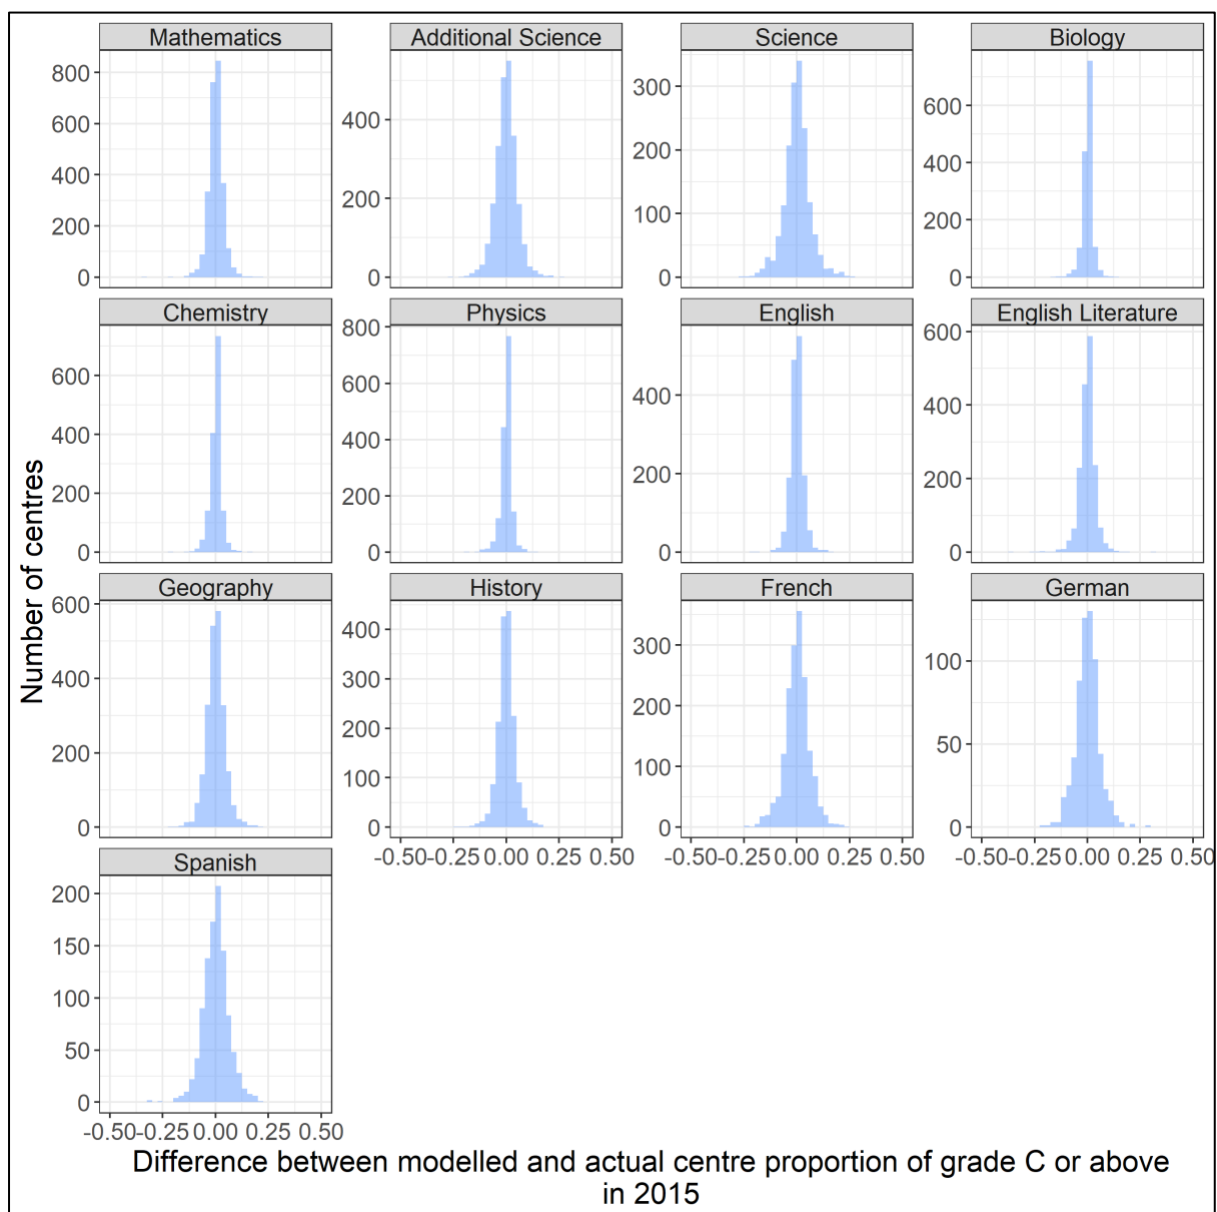 Mathematics
Additional Science
Science
Biology
800
600
400
200
0
400
200
0
300
200
100
0
600
400
200
0
Chemistry
Physics
English
English Literature
600
400
200
0
800
600
400
200
0
400
200
0
600
400
200
0
Geography
History
French
German
600
400
200
0
400
300
200
100
0
300
200
100
0
100
50
0
-0.50 -0.25 0.00 0.25 0.50
-0.50 -0.25 0.00 0.25 0.50
-0.50 -0.25 0.00 0.25 0.50
Spanish
200
150
100
50
0
-0.50 -0.25 0.00 0.25 0.50
Number of centres
Difference between modelled and actual centre proportion of grade C or above
in 2015